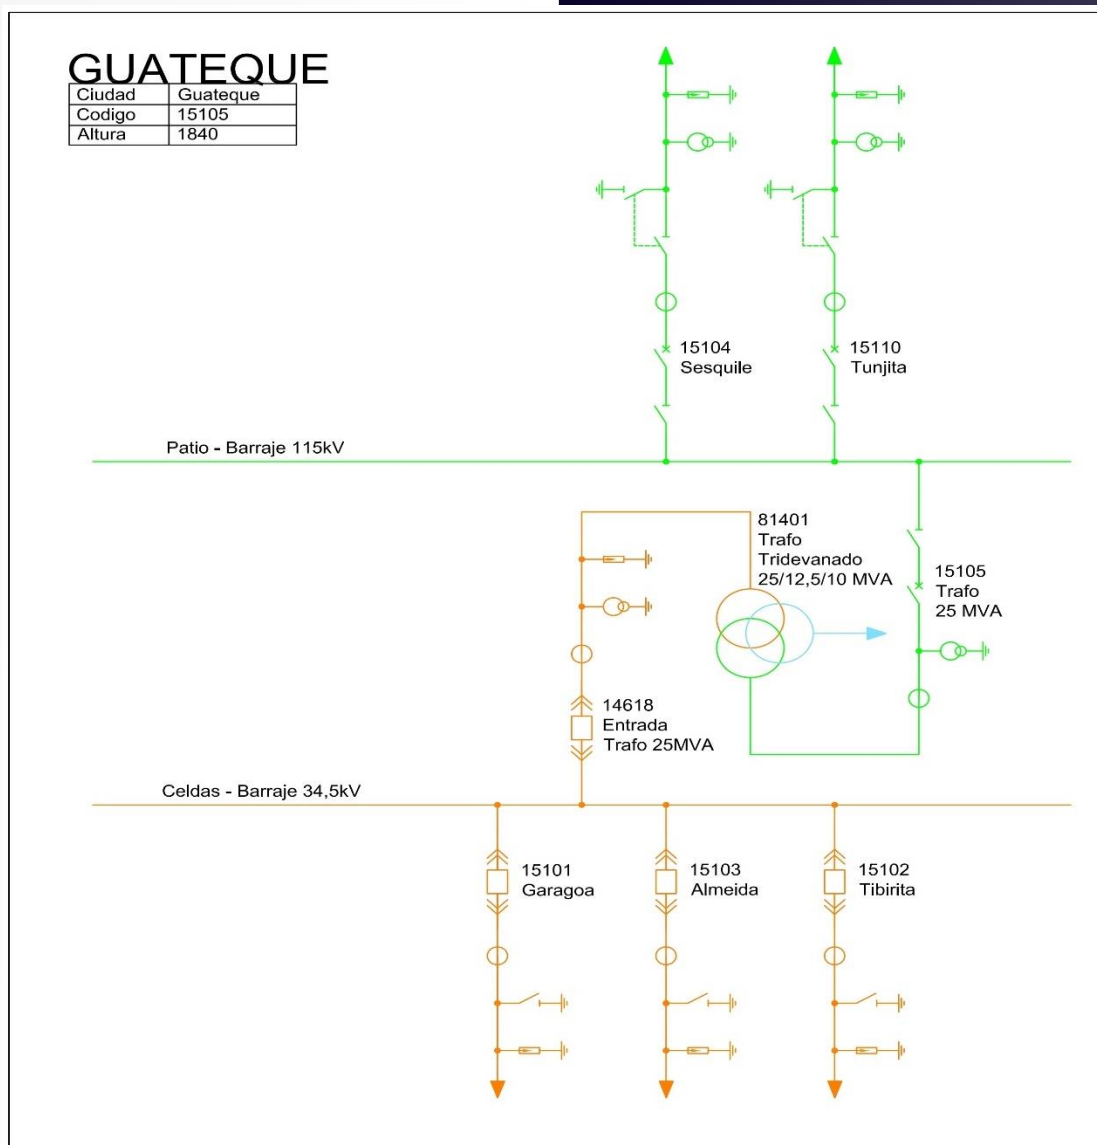 GUATEQUE
Ciudad Guateque
Codigo 15105
Altura 1840
15104
Sesquile
15110
Tunjita
Patio - Barraje 115kV
81401
Trafo
Tridevanado
25/12,5/10 MVA
15105
Trafo
25 MVA
14618
Entrada
Trafo 25MVA
Celdas - Barraje 34,5kV
15101
Garagoa
15103
Almeida
15102
Tibirita